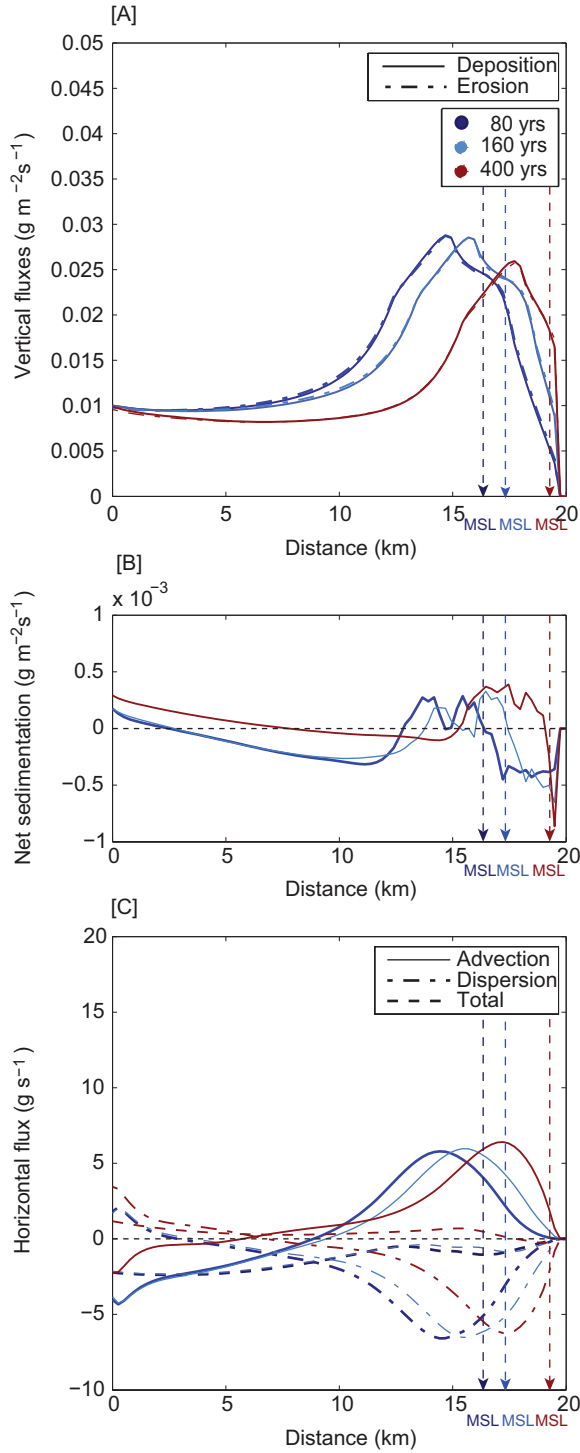 [A]
0.05
0.045
0.04
0.035
0.03
0.025
0.02
0.015
0.01
0.005
0
Vertical fluxes (g m⁻²s⁻¹)
Deposition
Erosion
80 yrs
160 yrs
400 yrs
0 5 10 15 20
MSL MSL MSL
Distance (km)
[B]
x 10⁻³
1
0.5
0
−0.5
−1
Net sedimentation (g m⁻²s⁻¹)
0 5 10 15 20
MSL MSL MSL
Distance (km)
[C]
20
15
10
5
0
−5
−10
Horizontal flux (g s⁻¹)
Advection
Dispersion
Total
0 5 10 15 20
MSL MSL MSL
Distance (km)